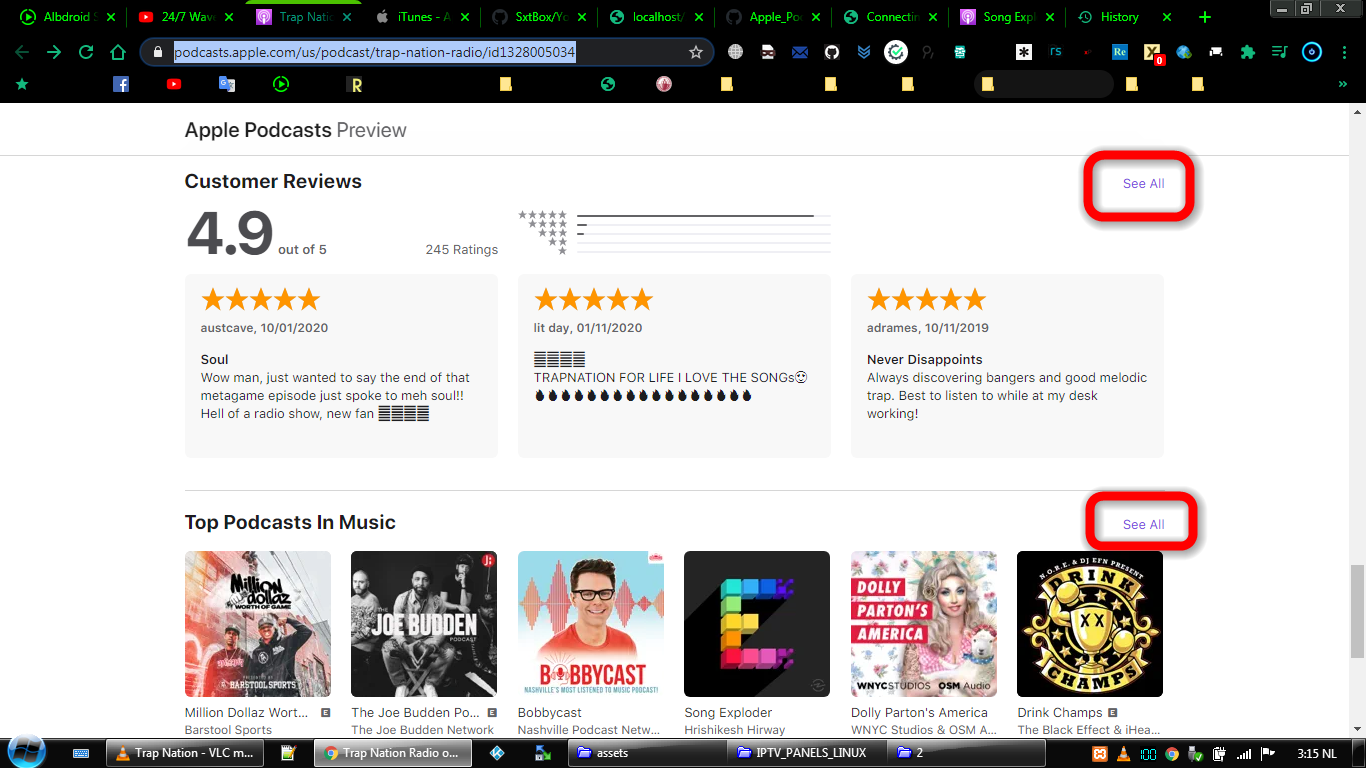 Albdroid S
24/7 Wave
Trap Natio
iTunes - A
SxtBox/Yo
localhost/
Apple_Po
Connectin
Song Expl
History
podcasts.apple.com/us/podcast/trap-nation-radio/id1328005034
rs
Re
0
R
Apple Podcasts Preview
Customer Reviews
See All
4.9 out of 5
245 Ratings
austcave, 10/01/2020
Soul
Wow man, just wanted to say the end of that
metagame episode just spoke to meh soul!!
Hell of a radio show, new fan
lit day, 01/11/2020
TRAPNATION FOR LIFE I LOVE THE SONGs
adrames, 10/11/2019
Never Disappoints
Always discovering bangers and good melodic
trap. Best to listen to while at my desk
working!
Top Podcasts In Music
See All
Million
dollaz
WORTH OF GAME
PRESENTED BY
BARSTOOL SPORTS
THE
JOE BUDDEN
PODCAST
BOBBYCAST
NASHVILLE'S MOST LISTENED TO MUSIC PODCAST!
DOLLY
PARTON'S
AMERICA
WNYC STUDIOS OSM Audio
N.O.R.E. & DJ EFN PRESENT
DRINK
CHAMPS
Million Dollaz Wort... E
Barstool Sports
The Joe Budden Po... E
The Joe Budden Network
Bobbycast
Nashville Podcast Netw...
Song Exploder
Hrishikesh Hirway
Dolly Parton's America
WNYC Studios & OSM A...
Drink Champs E
The Black Effect & iHea...
Trap Nation - VLC m...
Trap Nation Radio o...
assets
IPTV_PANELS_LINUX
2
3:15 NL